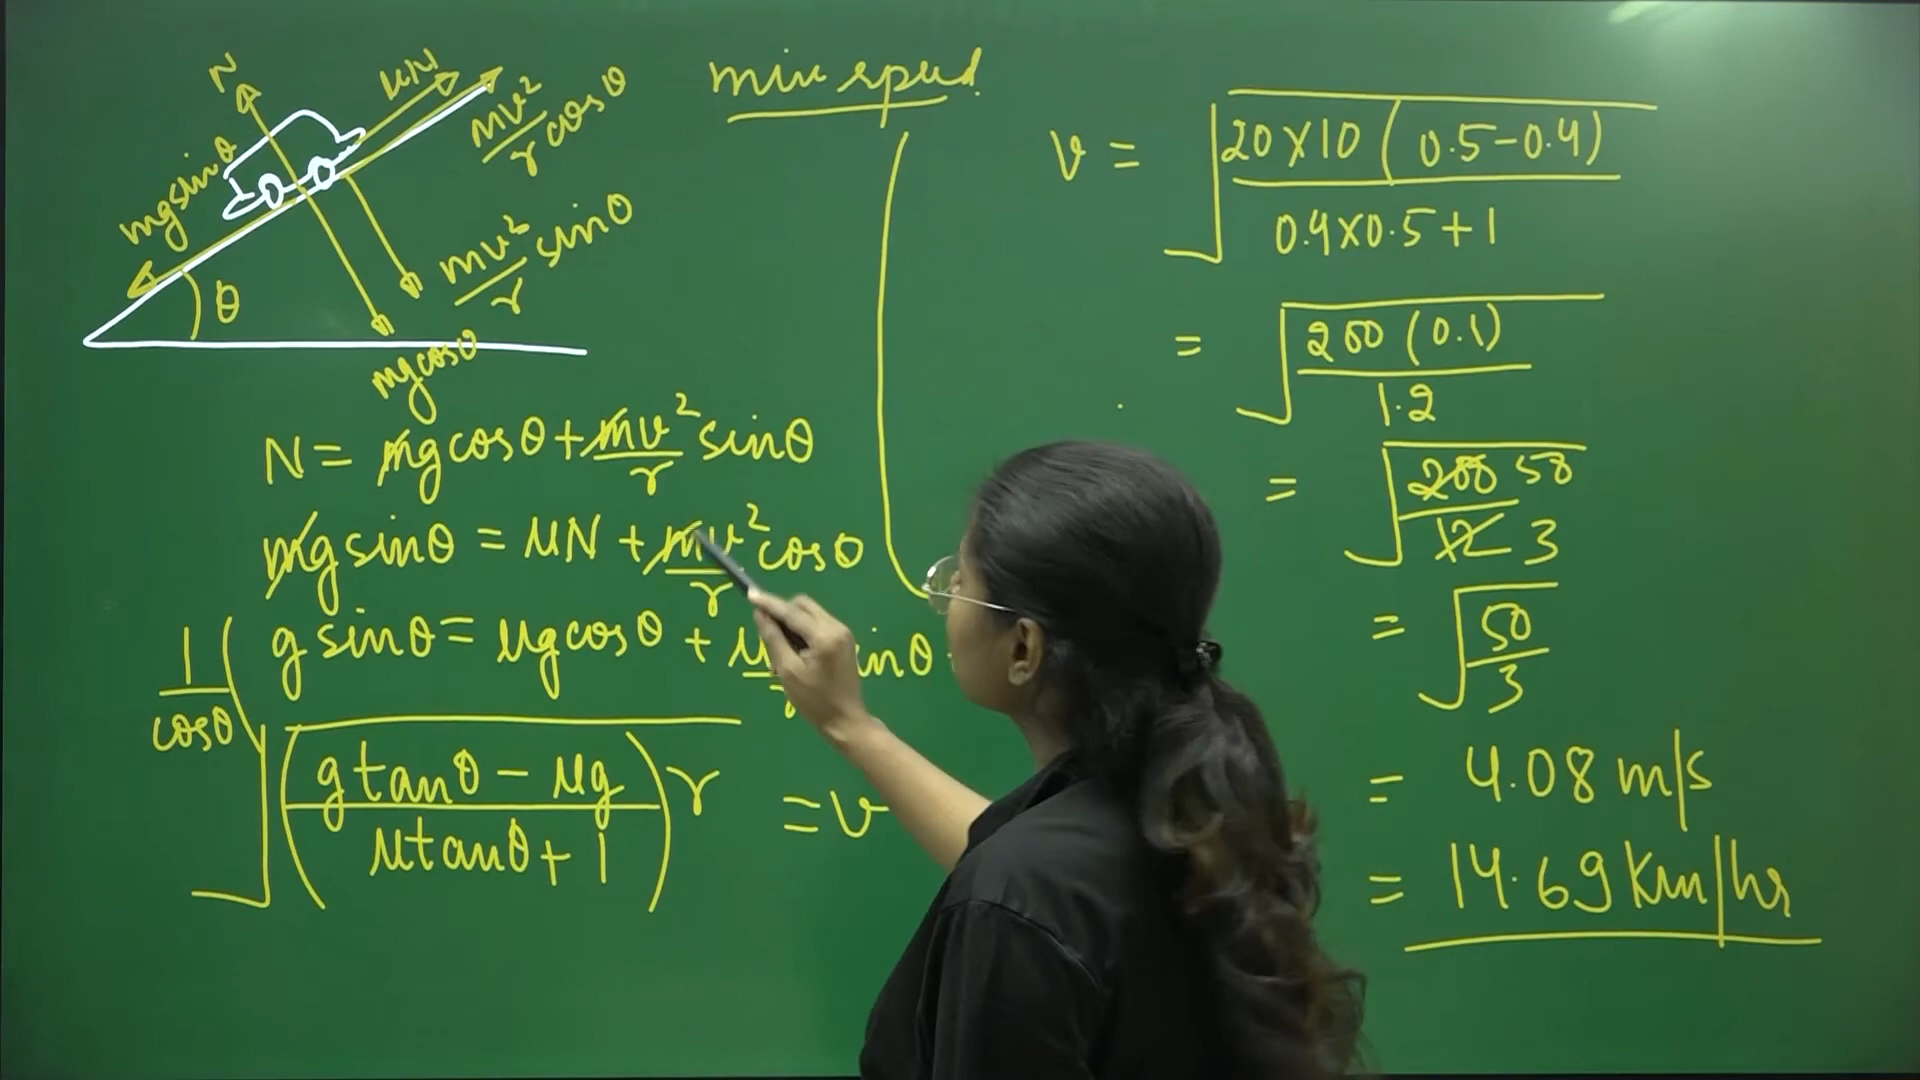 min speed.
N
μN
mv²/r cosθ
mg sinθ
mv²/r sinθ
θ
mg cosθ
N = mg cosθ + mv²/r sinθ
mg sinθ = μN + mv²/r cosθ
g sinθ = μg cosθ + μ inθ
1/cosθ
√((g tanθ - μg)/(μ tanθ + 1)) r = v
v = √(20×10 (0.5-0.4)/(0.4×0.5+1))
= √(200 (0.1)/1.2)
= √(200 50/12 3)
= √(50/3)
= 4.08 m/s
= 14.69 Km/hr